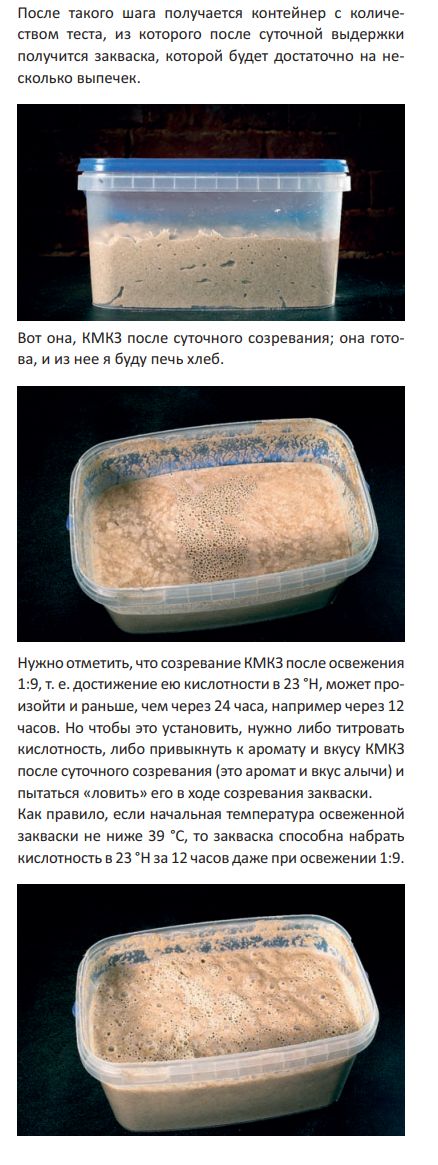 После такого шага получается контейнер с количе-
ством теста, из которого после суточной выдержки
получится закваска, которой будет достаточно на не-
сколько выпечек.
Вот она, КМКЗ после суточного созревания; она гото-
ва, и из нее я буду печь хлеб.
Нужно отметить, что созревание КМКЗ после освежения
1:9, т. е. достижение ею кислотности в 23 °Н, может про-
изойти и раньше, чем через 24 часа, например через 12
часов. Но чтобы это установить, нужно либо титровать
кислотность, либо привыкнуть к аромату и вкусу КМКЗ
после суточного созревания (это аромат и вкус алычи) и
пытаться «ловить» его в ходе созревания закваски.
Как правило, если начальная температура освеженной
закваски не ниже 39 °С, то закваска способна набрать
кислотность в 23 °Н за 12 часов даже при освежении 1:9.